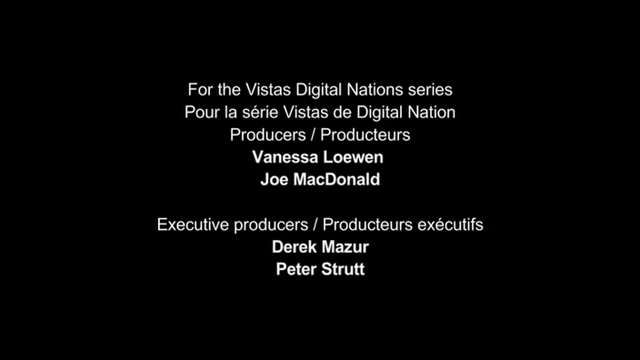 For the Vistas Digital Nations series
Pour la série Vistas de Digital Nation
Producers / Producteurs
Vanessa Loewen
Joe MacDonald
Executive producers / Producteurs exécutifs
Derek Mazur
Peter Strutt